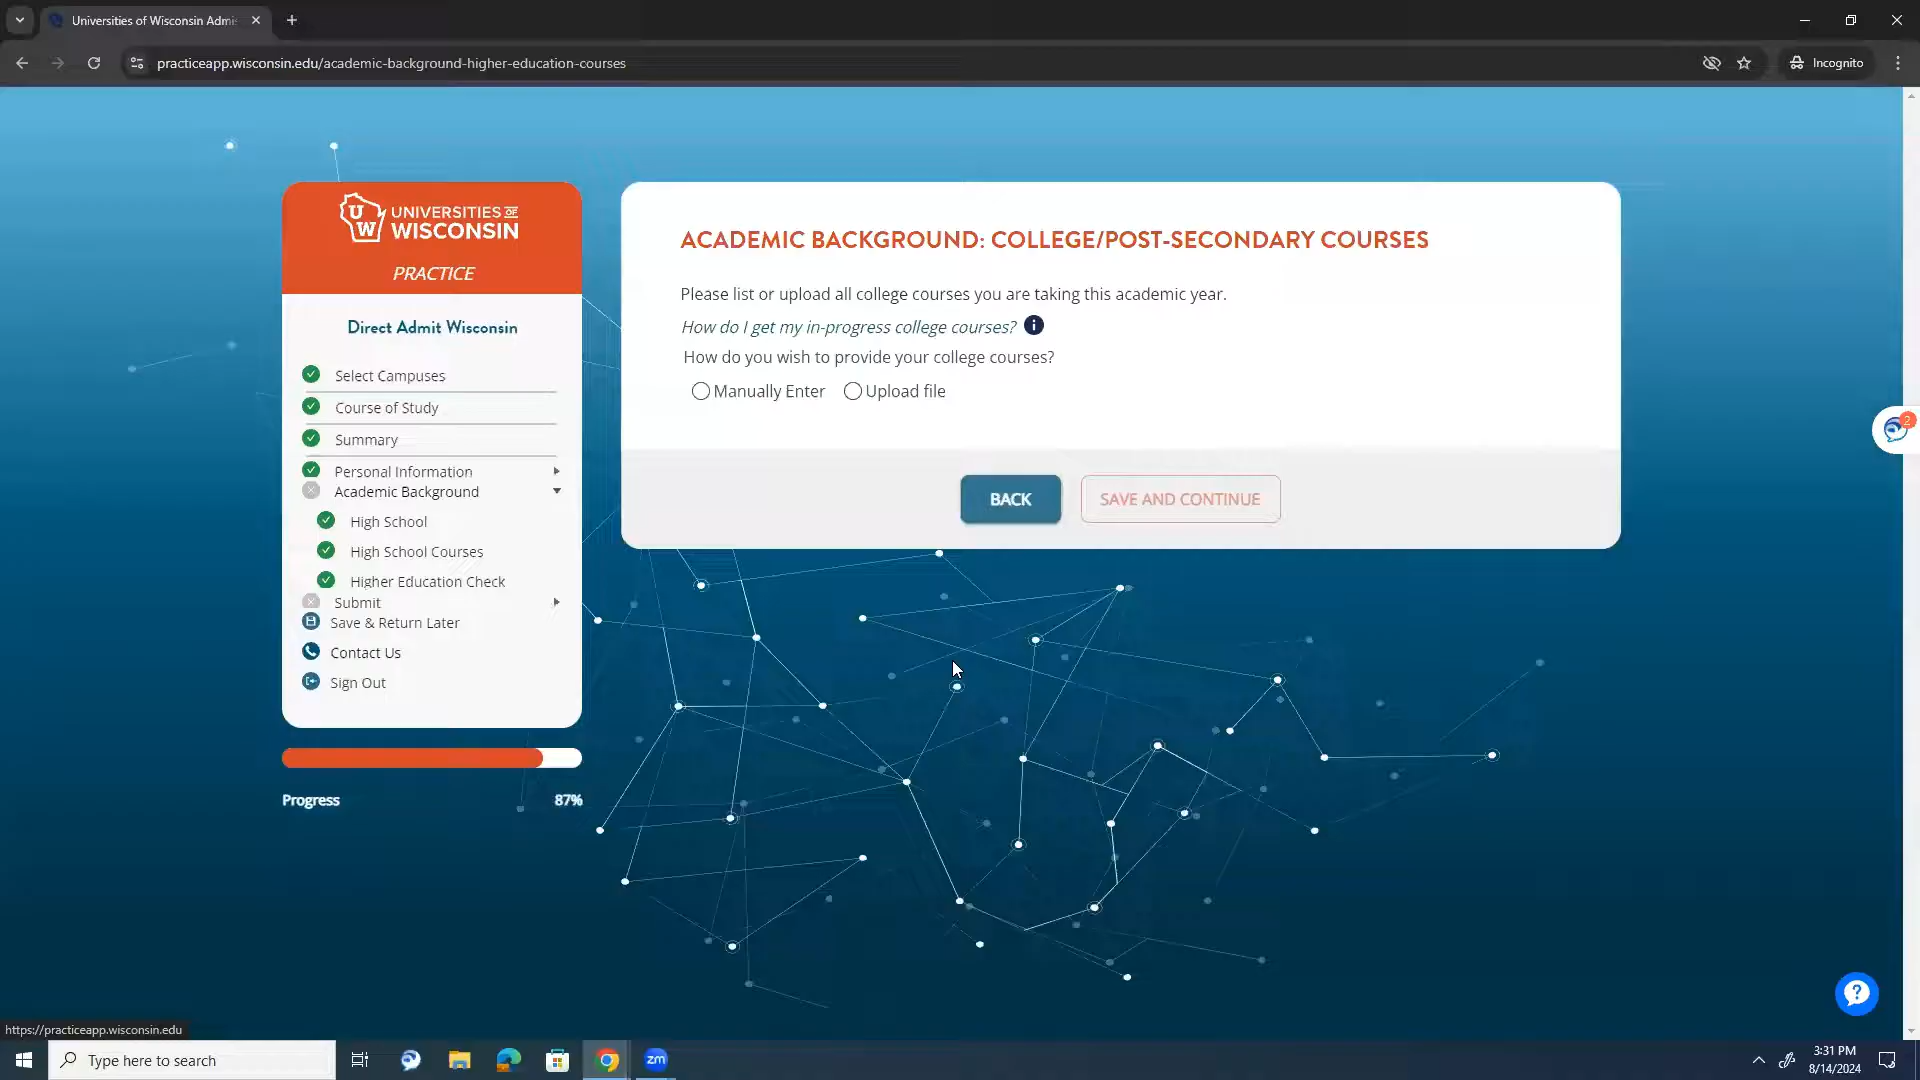 Universities of Wisconsin Admis
practiceapp.wisconsin.edu/academic-background-higher-education-courses
Incognito
UW
UNIVERSITIES OF
WISCONSIN
PRACTICE
Direct Admit Wisconsin
Select Campuses
Course of Study
Summary
Personal Information
Academic Background
High School
High School Courses
Higher Education Check
Submit
Save & Return Later
Contact Us
Sign Out
Progress 87%
ACADEMIC BACKGROUND: COLLEGE/POST-SECONDARY COURSES
Please list or upload all college courses you are taking this academic year.
How do I get my in-progress college courses? i
How do you wish to provide your college courses?
Manually Enter Upload file
BACK SAVE AND CONTINUE
2
?
https://practiceapp.wisconsin.edu
Type here to search
zm
3:31 PM
8/14/2024